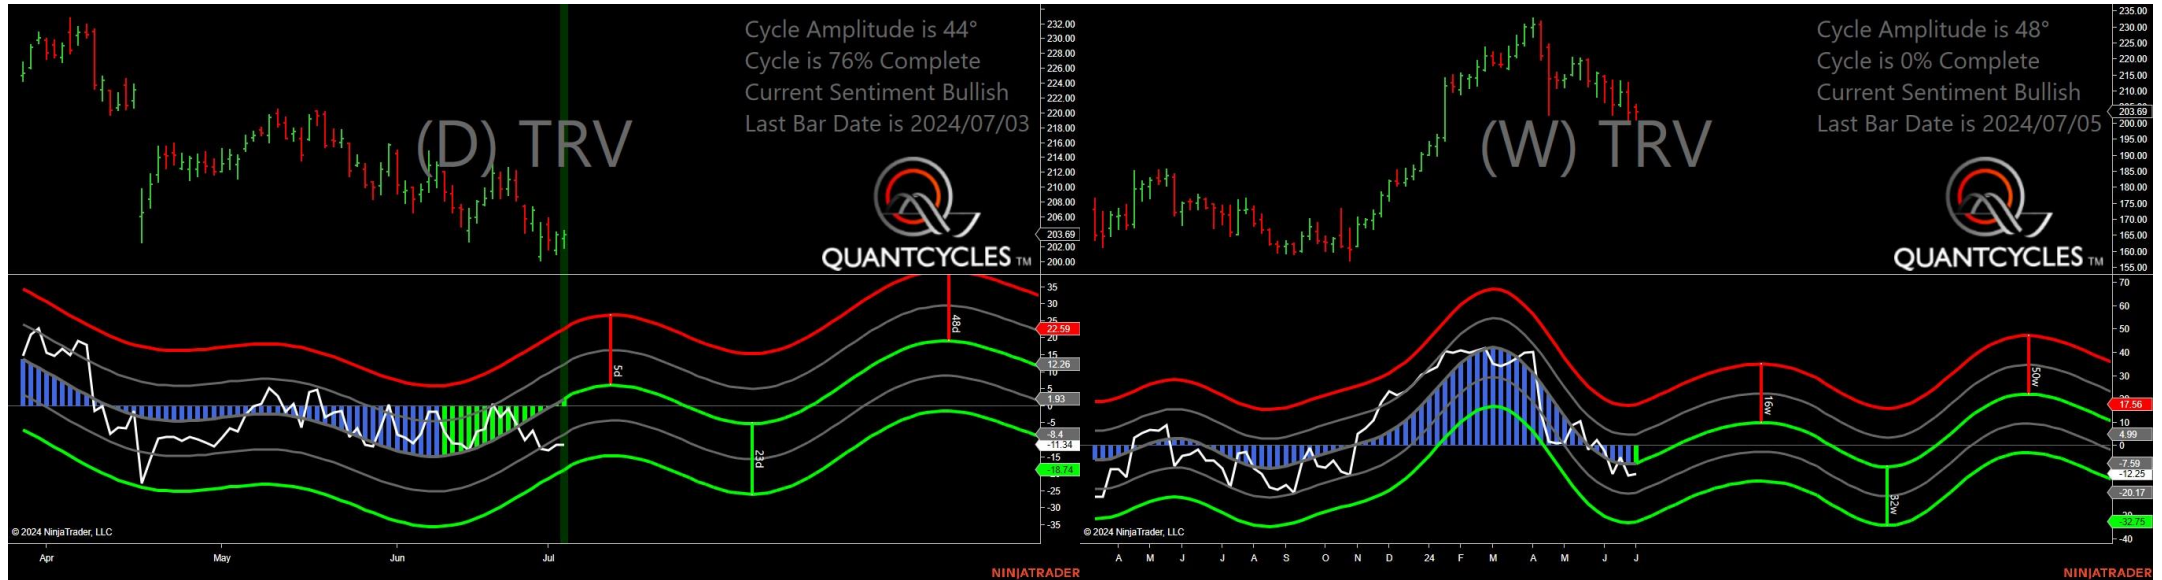 Cycle Amplitude is 44°
Cycle is 76% Complete
Current Sentiment Bullish
Last Bar Date is 2024/07/03
(D) TRV
QUANTCYCLES TM
232.00
230.00
228.00
226.00
224.00
222.00
220.00
218.00
216.00
214.00
212.00
210.00
208.00
206.00
203.69
202.00
200.00
35
30
25
22.59
20
15
12.26
10
5
1.93
0
-5
-8.4
-11.34
-15
-18.74
-25
-30
-35
5d
23d
48d
© 2024 NinjaTrader, LLC
Apr May Jun Jul
NINJATRADER
Cycle Amplitude is 48°
Cycle is 0% Complete
Current Sentiment Bullish
Last Bar Date is 2024/07/05
(W) TRV
QUANTCYCLES TM
235.00
230.00
225.00
220.00
215.00
210.00
203.69
200.00
195.00
190.00
185.00
180.00
175.00
170.00
165.00
160.00
155.00
70
60
50
40
30
20
17.56
10
4.99
0
-7.59
-12.25
-20.17
-32.75
-40
16w
32w
50w
© 2024 NinjaTrader, LLC
A M J J A S O N D 24 F M A M J J
NINJATRADER